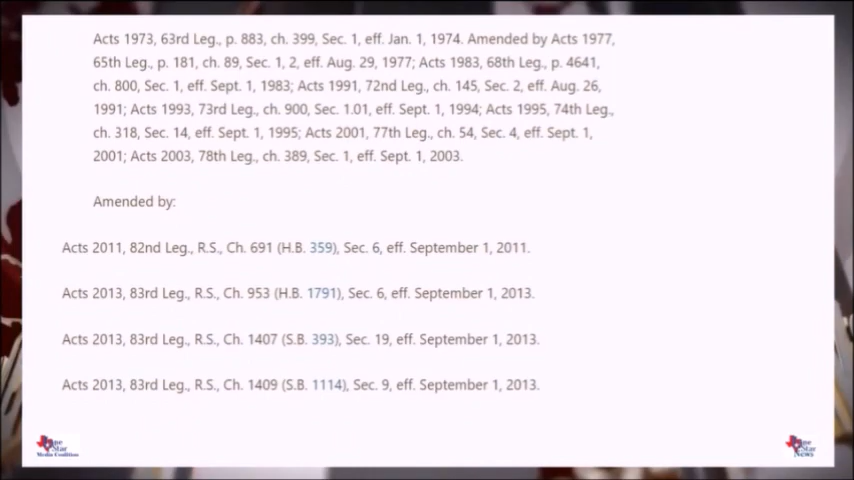 Acts 1973, 63rd Leg., p. 883, ch. 399, Sec. 1, eff. Jan. 1, 1974. Amended by Acts 1977,
65th Leg., p. 181, ch. 89, Sec. 1, 2, eff. Aug. 29, 1977; Acts 1983, 68th Leg., p. 4641,
ch. 800, Sec. 1, eff. Sept. 1, 1983; Acts 1991, 72nd Leg., ch. 145, Sec. 2, eff. Aug. 26,
1991; Acts 1993, 73rd Leg., ch. 900, Sec. 1.01, eff. Sept. 1, 1994; Acts 1995, 74th Leg.,
ch. 318, Sec. 14, eff. Sept. 1, 1995; Acts 2001, 77th Leg., ch. 54, Sec. 4, eff. Sept. 1,
2001; Acts 2003, 78th Leg., ch. 389, Sec. 1, eff. Sept. 1, 2003.
Amended by:
Acts 2011, 82nd Leg., R.S., Ch. 691 (H.B. 359), Sec. 6, eff. September 1, 2011.
Acts 2013, 83rd Leg., R.S., Ch. 953 (H.B. 1791), Sec. 6, eff. September 1, 2013.
Acts 2013, 83rd Leg., R.S., Ch. 1407 (S.B. 393), Sec. 19, eff. September 1, 2013.
Acts 2013, 83rd Leg., R.S., Ch. 1409 (S.B. 1114), Sec. 9, eff. September 1, 2013.
Lone
Star
Media Coalition
Lone
Star
News